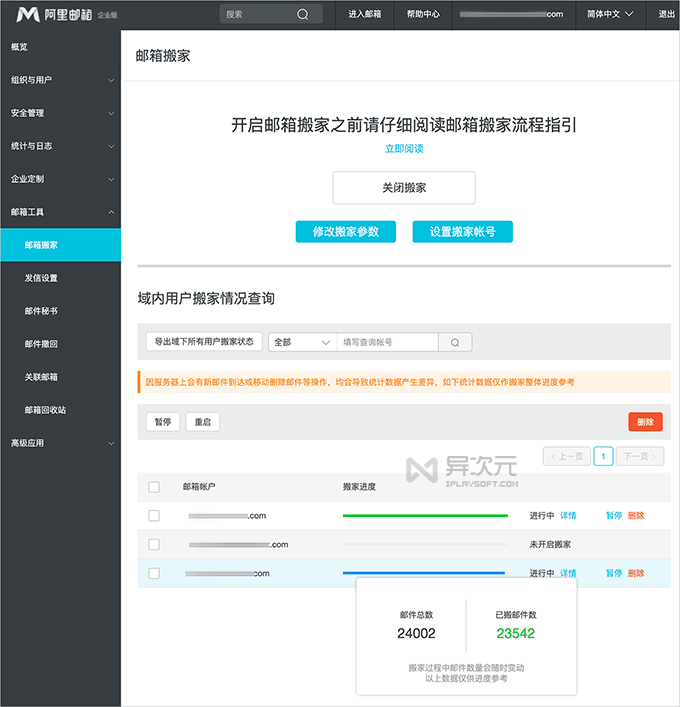 阿里邮箱 企业版
搜索
进入邮箱
帮助中心
com
简体中文
退出
概览
组织与用户
安全管理
统计与日志
企业定制
邮箱工具
邮箱搬家
发信设置
邮件秘书
邮件撤回
关联邮箱
邮箱回收站
高级应用
邮箱搬家
开启邮箱搬家之前请仔细阅读邮箱搬家流程指引
立即阅读
关闭搬家
修改搬家参数 设置搬家帐号
域内用户搬家情况查询
导出域下所有用户搬家状态 全部 填写查询帐号
因服务器上会有新邮件到达或移动删除邮件等操作，均会导致统计数据产生差异，如下统计数据仅作搬家整体进度参考
暂停 重启 删除
上一页 1 下一页
异次元
IPLAYSOFT.COM
邮箱帐户 搬家进度
.com 进行中 详情 暂停 删除
.com 未开启搬家
com 进行中 详情 暂停 删除
邮件总数 已搬邮件数
24002 23542
搬家过程中邮件数量会随时变动
以上数据仅供进度参考